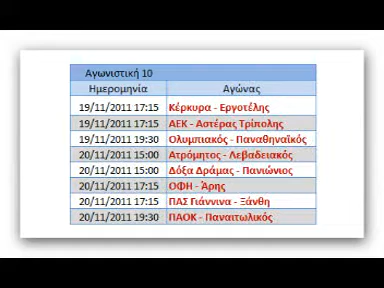 Αγωνιστική 10
Ημερομηνία Αγώνας
19/11/2011 17:15 Κέρκυρα - Εργοτέλης
19/11/2011 17:15 ΑΕΚ - Αστέρας Τρίπολης
19/11/2011 19:30 Ολυμπιακός - Παναθηναϊκός
20/11/2011 15:00 Ατρόμητος - Λεβαδειακός
20/11/2011 15:00 Δόξα Δράμας - Πανιώνιος
20/11/2011 17:15 ΟΦΗ - Άρης
20/11/2011 17:15 ΠΑΣ Γιάννινα - Ξάνθη
20/11/2011 19:30 ΠΑΟΚ - Παναιτωλικός